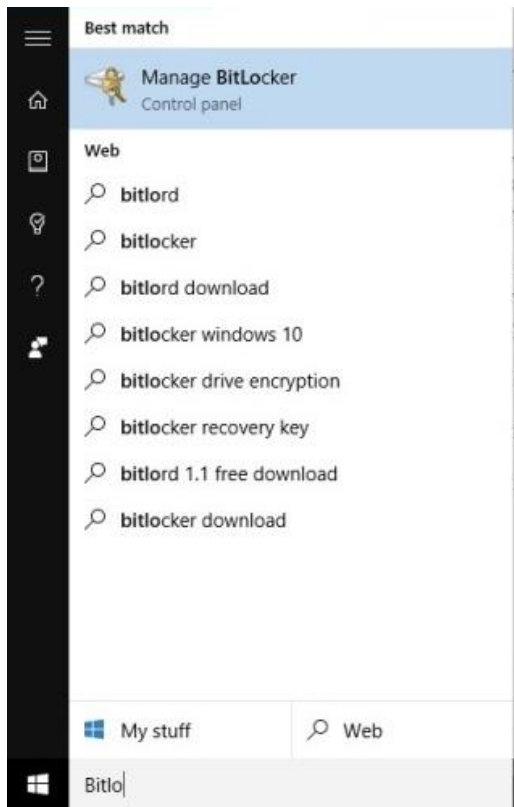 Best match
Manage BitLocker
Control panel
Web
bitlord
bitlocker
bitlord download
bitlocker windows 10
bitlocker drive encryption
bitlocker recovery key
bitlord 1.1 free download
bitlocker download
My stuff
Web
Bitlo